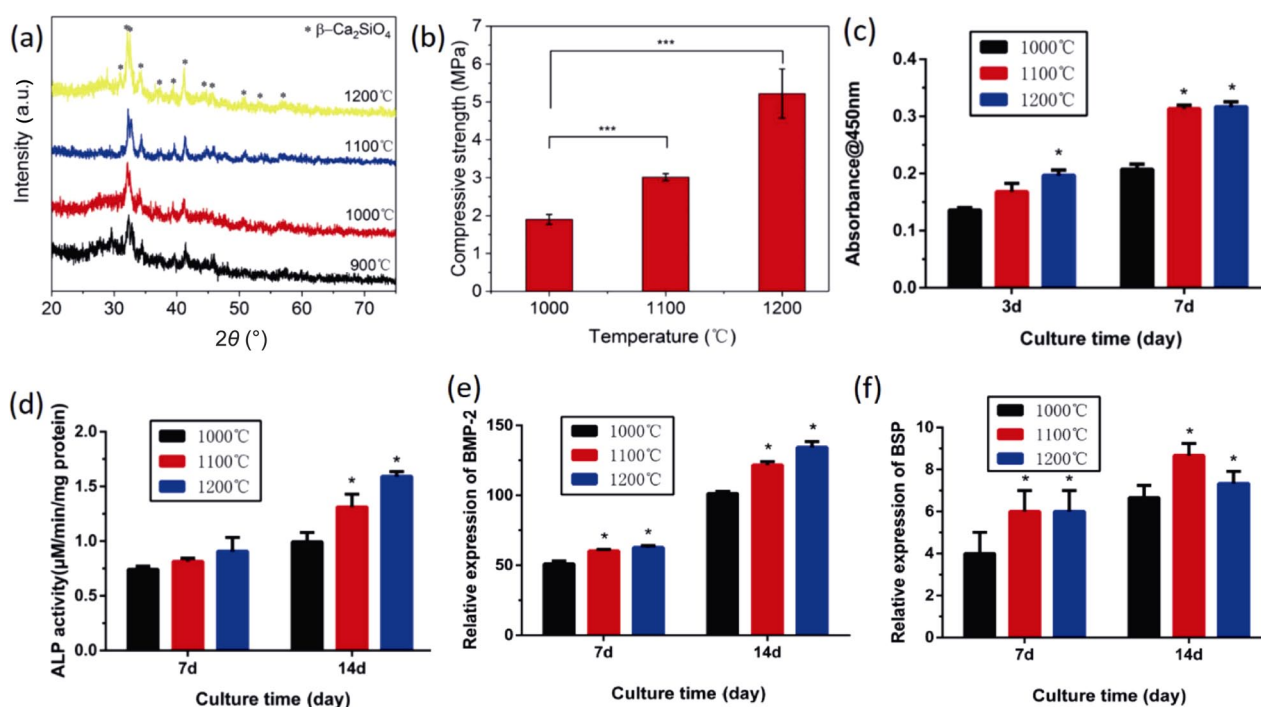 (a)
* β–Ca₂SiO₄
1200℃
1100℃
1000℃
900℃
Intensity (a.u.)
20 30 40 50 60 70
2θ (°)
(b)
***
***
Compressive strength (MPa)
9
8
7
6
5
4
3
2
1
0
1000 1100 1200
Temperature (℃)
(c)
1000℃
1100℃
1200℃
Absorbance@450nm
0.4
0.3
0.2
0.1
0.0
*
* *
3d 7d
Culture time (day)
(d)
1000℃
1100℃
1200℃
ALP activity(μM/min/mg protein)
2.0
1.5
1.0
0.5
0.0
* *
7d 14d
Culture time (day)
(e)
1000℃
1100℃
1200℃
Relative expression of BMP-2
150
100
50
0
* *
* *
7d 14d
Culture time (day)
(f)
1000℃
1100℃
1200℃
Relative expression of BSP
10
8
6
4
2
0
* *
* *
7d 14d
Culture time (day)